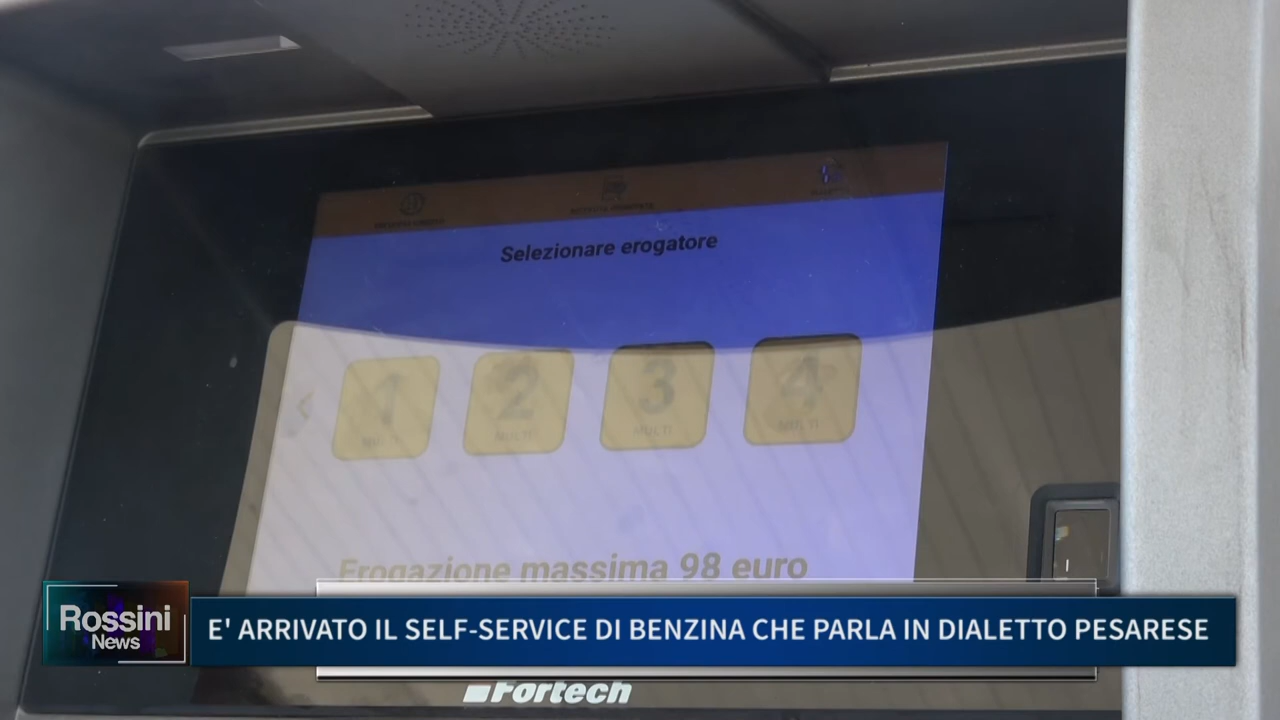 Selezionare erogatore
1
2
MULTI
3
MULTI
4
MULTI
Erogazione massima 98 euro
Rossini
News
E' ARRIVATO IL SELF-SERVICE DI BENZINA CHE PARLA IN DIALETTO PESARESE
Fortech